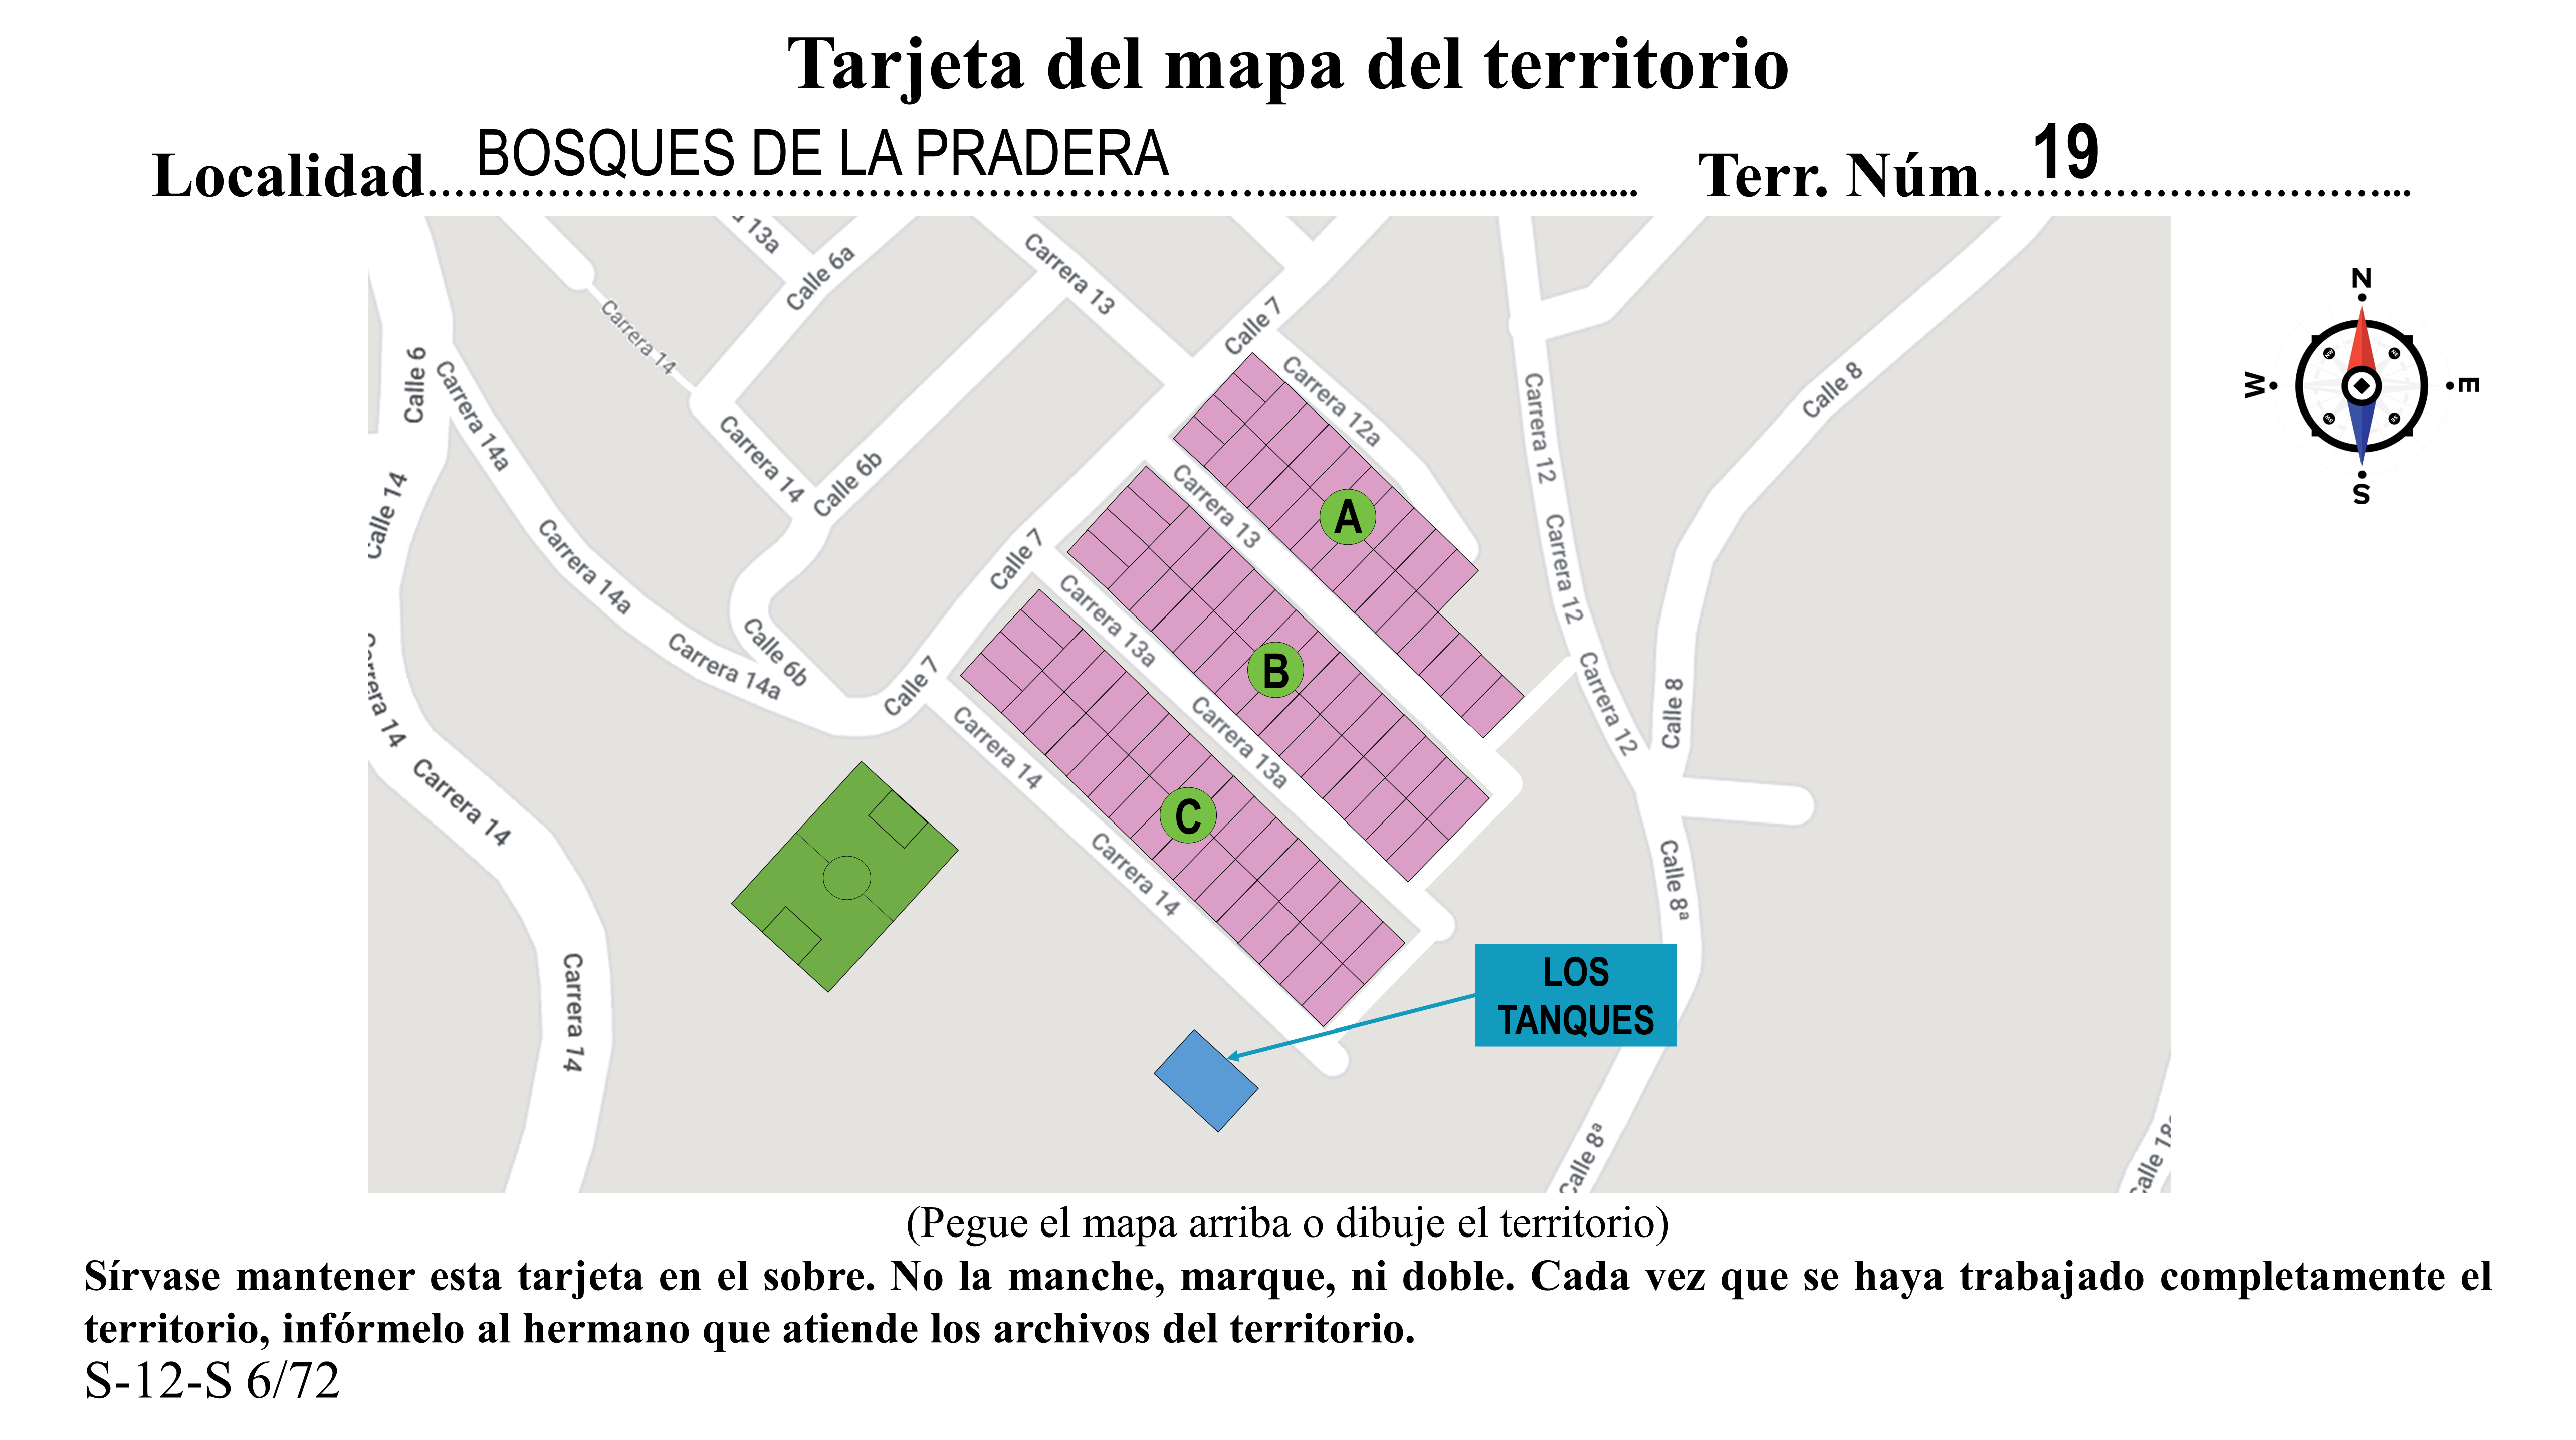 Tarjeta del mapa del territorio
Localidad BOSQUES DE LA PRADERA Terr. Núm. 19
13a
Calle 6a
Carrera 13
N
Carrera 14
Calle 7
Calle 6
Carrera 14a
Carrera 12a
Carrera 12
Calle 8
W
E
S
Carrera 14
Calle 6b
Calle 14
Carrera 13
A
Carrera 14a
Calle 7
Carrera 12
Carrera 13a
B
Calle 6b
Carrera 14a
Calle 7
Carrera 12
Calle 8
Carrera 14
Carrera 14
Carrera 13a
Carrera 14
C
Carrera 14
Calle 8ª
Carrera 14
LOS
TANQUES
Calle 8ª
(Pegue el mapa arriba o dibuje el territorio)
Sírvase mantener esta tarjeta en el sobre. No la manche, marque, ni doble. Cada vez que se haya trabajado completamente el
territorio, infórmelo al hermano que atiende los archivos del territorio.
S-12-S 6/72